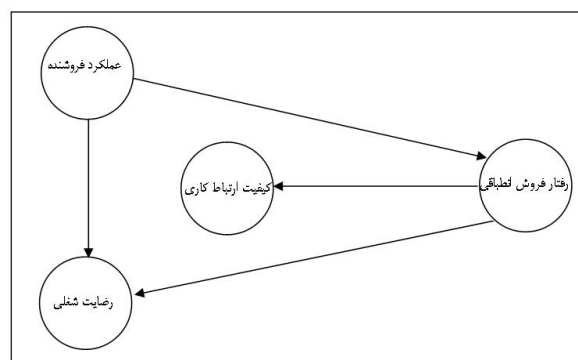 عملکرد فروشنده
رفتار فروش انطباقی
کیفیت ارتباط کاری
رضایت شغلی